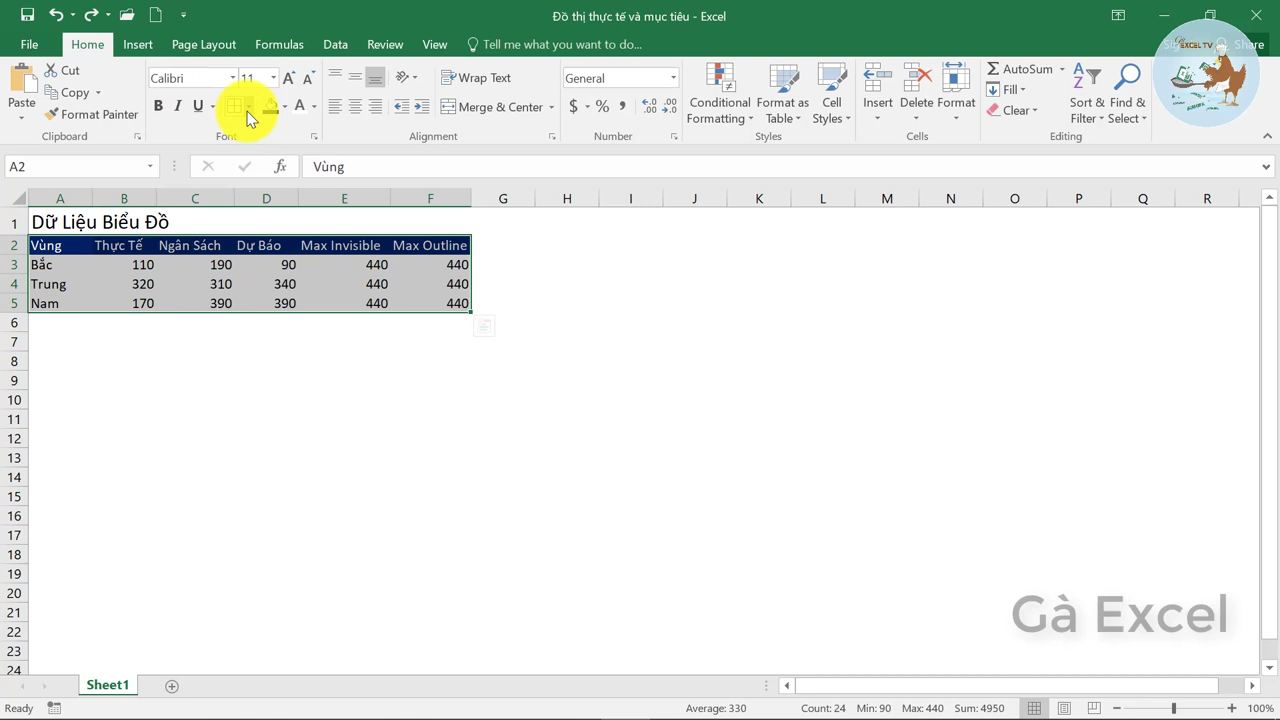 Đồ thị thực tế và mục tiêu - Excel
File Home Insert Page Layout Formulas Data Review View Tell me what you want to do... Share
EXCEL TV
Paste Cut Copy Format Painter Clipboard
Calibri 11 B I U A Font
Wrap Text Merge & Center Alignment
General $ % , Number
Conditional Formatting Format as Table Cell Styles Styles
Insert Delete Format Cells
AutoSum Fill Clear Sort & Filter Find & Select Editing
A2 fx Vùng
A B C D E F G H I J K L M N O P Q R
1 Dữ Liệu Biểu Đồ
2 Vùng Thực Tế Ngân Sách Dự Báo Max Invisible Max Outline
3 Bắc 110 190 90 440 440
4 Trung 320 310 340 440 440
5 Nam 170 390 390 440 440
6
7
8
9
10
11
12
13
14
15
16
17
18
19
20
21
22
23
24
Gà Excel
Sheet1
Ready Average: 330 Count: 24 Min: 90 Max: 440 Sum: 4950 100%